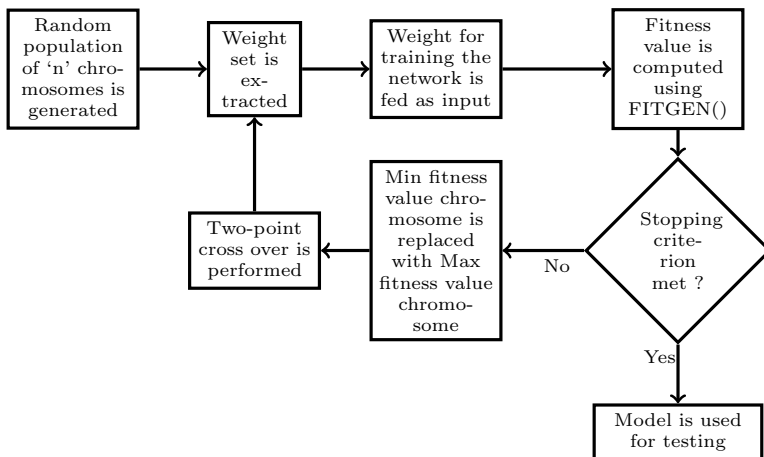 Random
population
of ‘n’ chro-
mosomes is
generated
Weight
set is
ex-
tracted
Weight for
training the
network is
fed as input
Fitness
value is
computed
using
FITGEN()
Stopping
crite-
rion
met ?
No
Min fitness
value chro-
mosome is
replaced
with Max
fitness value
chromo-
some
Two-point
cross over is
performed
Yes
Model is used
for testing